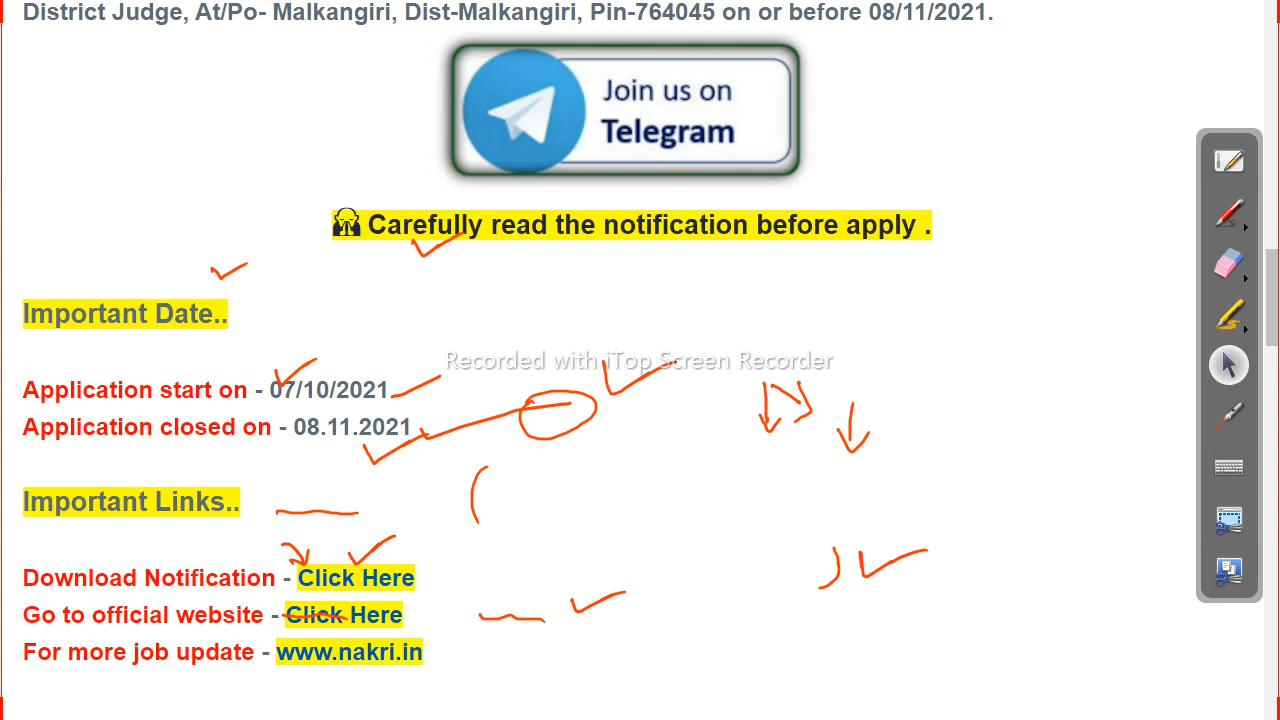 District Judge, At/Po- Malkangiri, Dist-Malkangiri, Pin-764045 on or before 08/11/2021.
Join us on
Telegram
Carefully read the notification before apply .
Important Date..
Recorded with iTop Screen Recorder
Application start on - 07/10/2021
Application closed on - 08.11.2021
Important Links..
Download Notification - Click Here
Go to official website - Click Here
For more job update - www.nakri.in